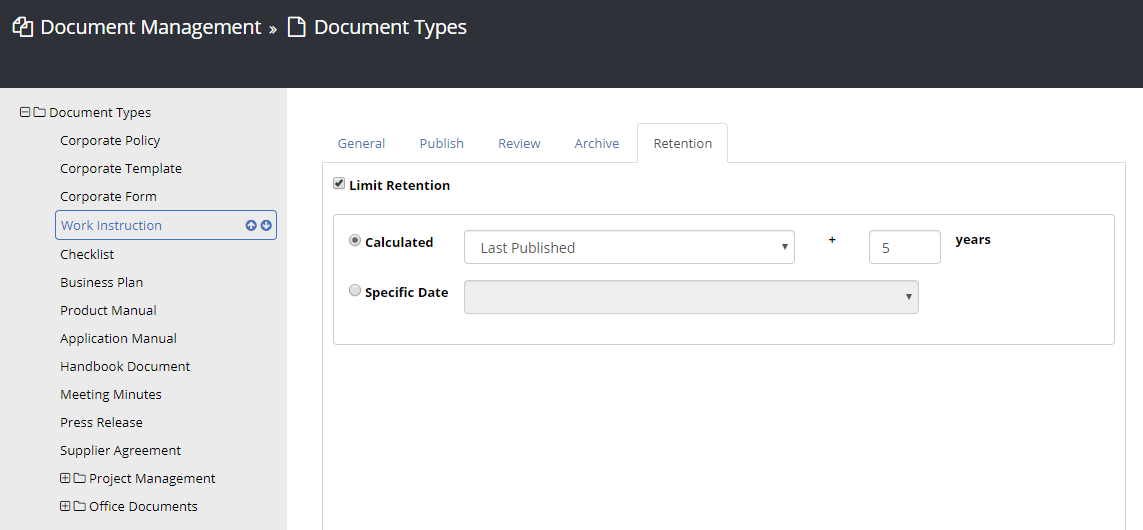 Document Management » Document Types
Document Types
Corporate Policy
Corporate Template
Corporate Form
Work Instruction
Checklist
Business Plan
Product Manual
Application Manual
Handbook Document
Meeting Minutes
Press Release
Supplier Agreement
Project Management
Office Documents
General Publish Review Archive Retention
Limit Retention
Calculated Last Published + 5 years
Specific Date